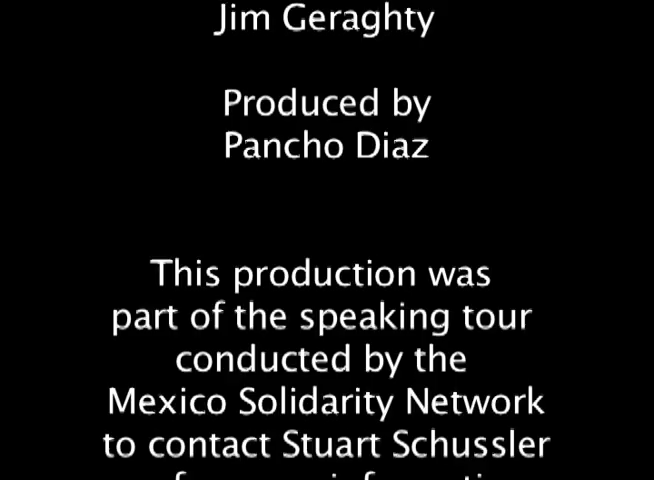 Jim Geraghty
Produced by
Pancho Diaz
This production was
part of the speaking tour
conducted by the
Mexico Solidarity Network
to contact Stuart Schussler